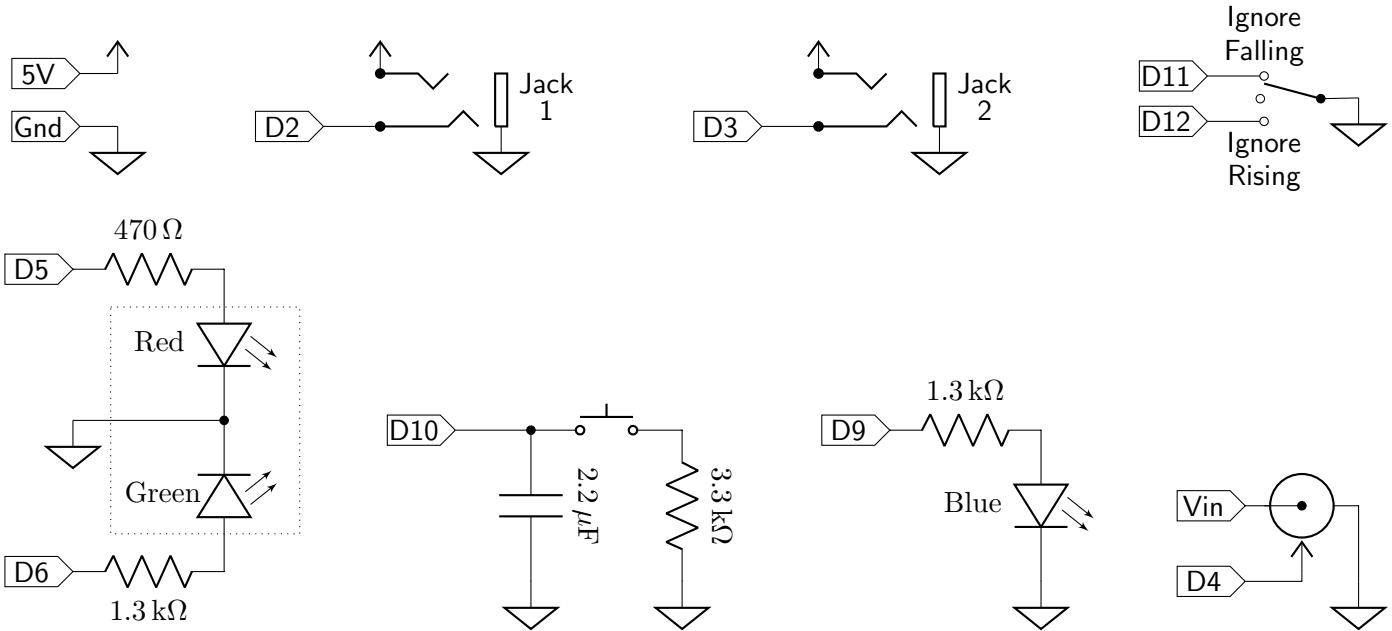 5V
Gnd
D2
Jack
1
D3
Jack
2
Ignore
Falling
D11
D12
Ignore
Rising
470 Ω
D5
Red
Green
D6
1.3 kΩ
D10
2.2 μF
3.3 kΩ
1.3 kΩ
D9
Blue
Vin
D4